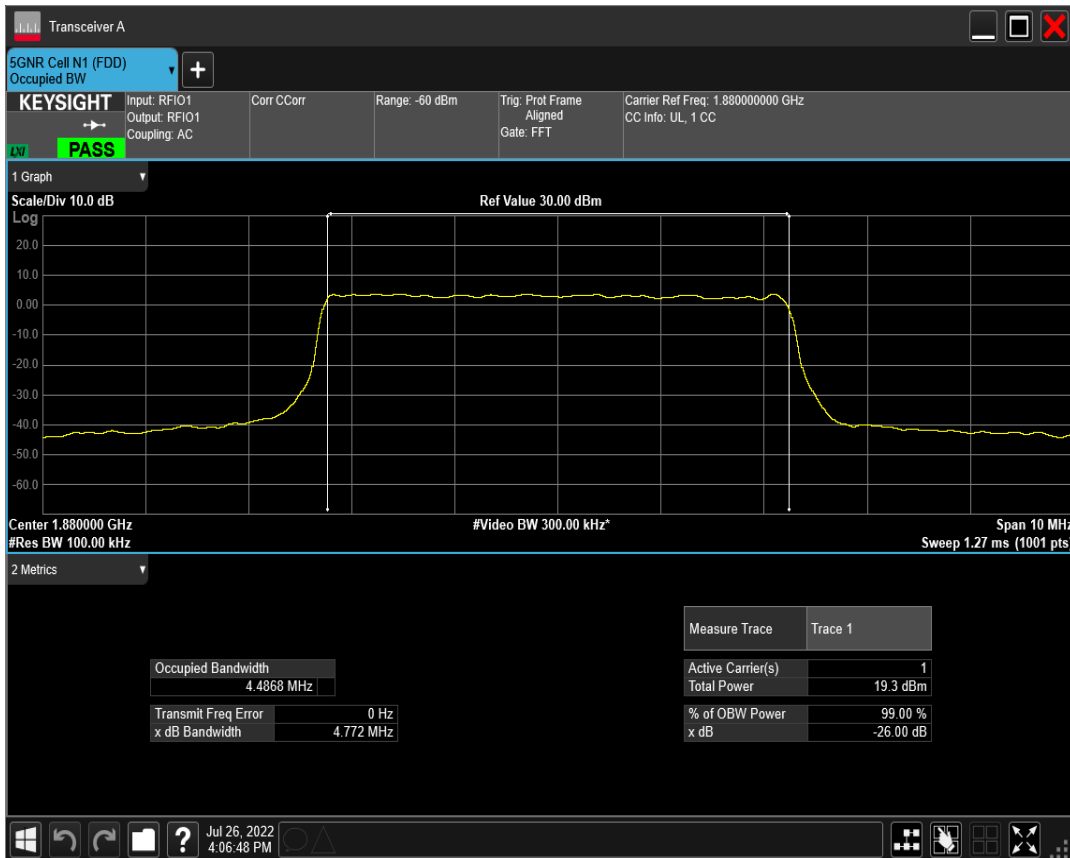 Transceiver A
5GNR Cell N1 (FDD)
Occupied BW
KEYSIGHT
LXI
PASS
Input: RFIO1
Output: RFIO1
Coupling: AC
Corr CCorr
Range: -60 dBm
Trig: Prot Frame
Aligned
Gate: FFT
Carrier Ref Freq: 1.880000000 GHz
CC Info: UL, 1 CC
1 Graph
Scale/Div 10.0 dB
Ref Value 30.00 dBm
Log
20.0
10.0
0.00
-10.0
-20.0
-30.0
-40.0
-50.0
-60.0
Center 1.880000 GHz
#Video BW 300.00 kHz*
Span 10 MHz
#Res BW 100.00 kHz
Sweep 1.27 ms (1001 pts)
2 Metrics
Measure Trace Trace 1
Occupied Bandwidth
4.4868 MHz
Active Carrier(s) 1
Total Power 19.3 dBm
Transmit Freq Error 0 Hz
x dB Bandwidth 4.772 MHz
% of OBW Power 99.00 %
x dB -26.00 dB
?
Jul 26, 2022
4:06:48 PM